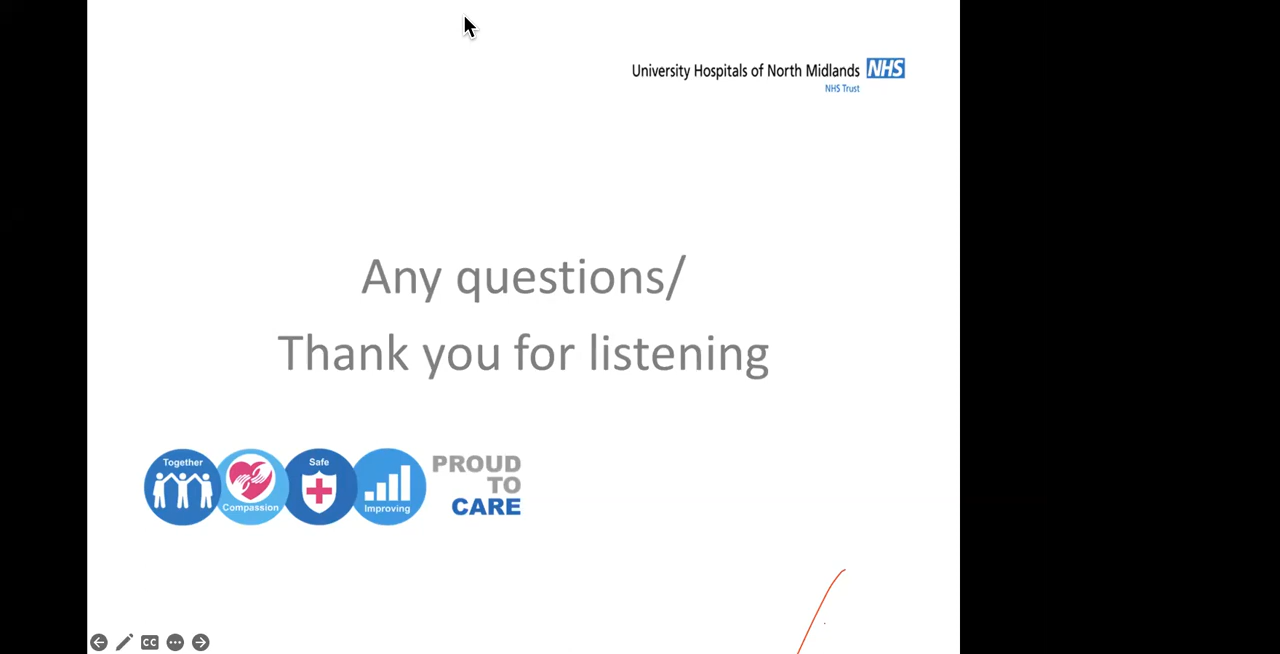 University Hospitals of North Midlands NHS
NHS Trust
Any questions/
Thank you for listening
Together
Compassion
Safe
Improving
PROUD
TO
CARE
CC